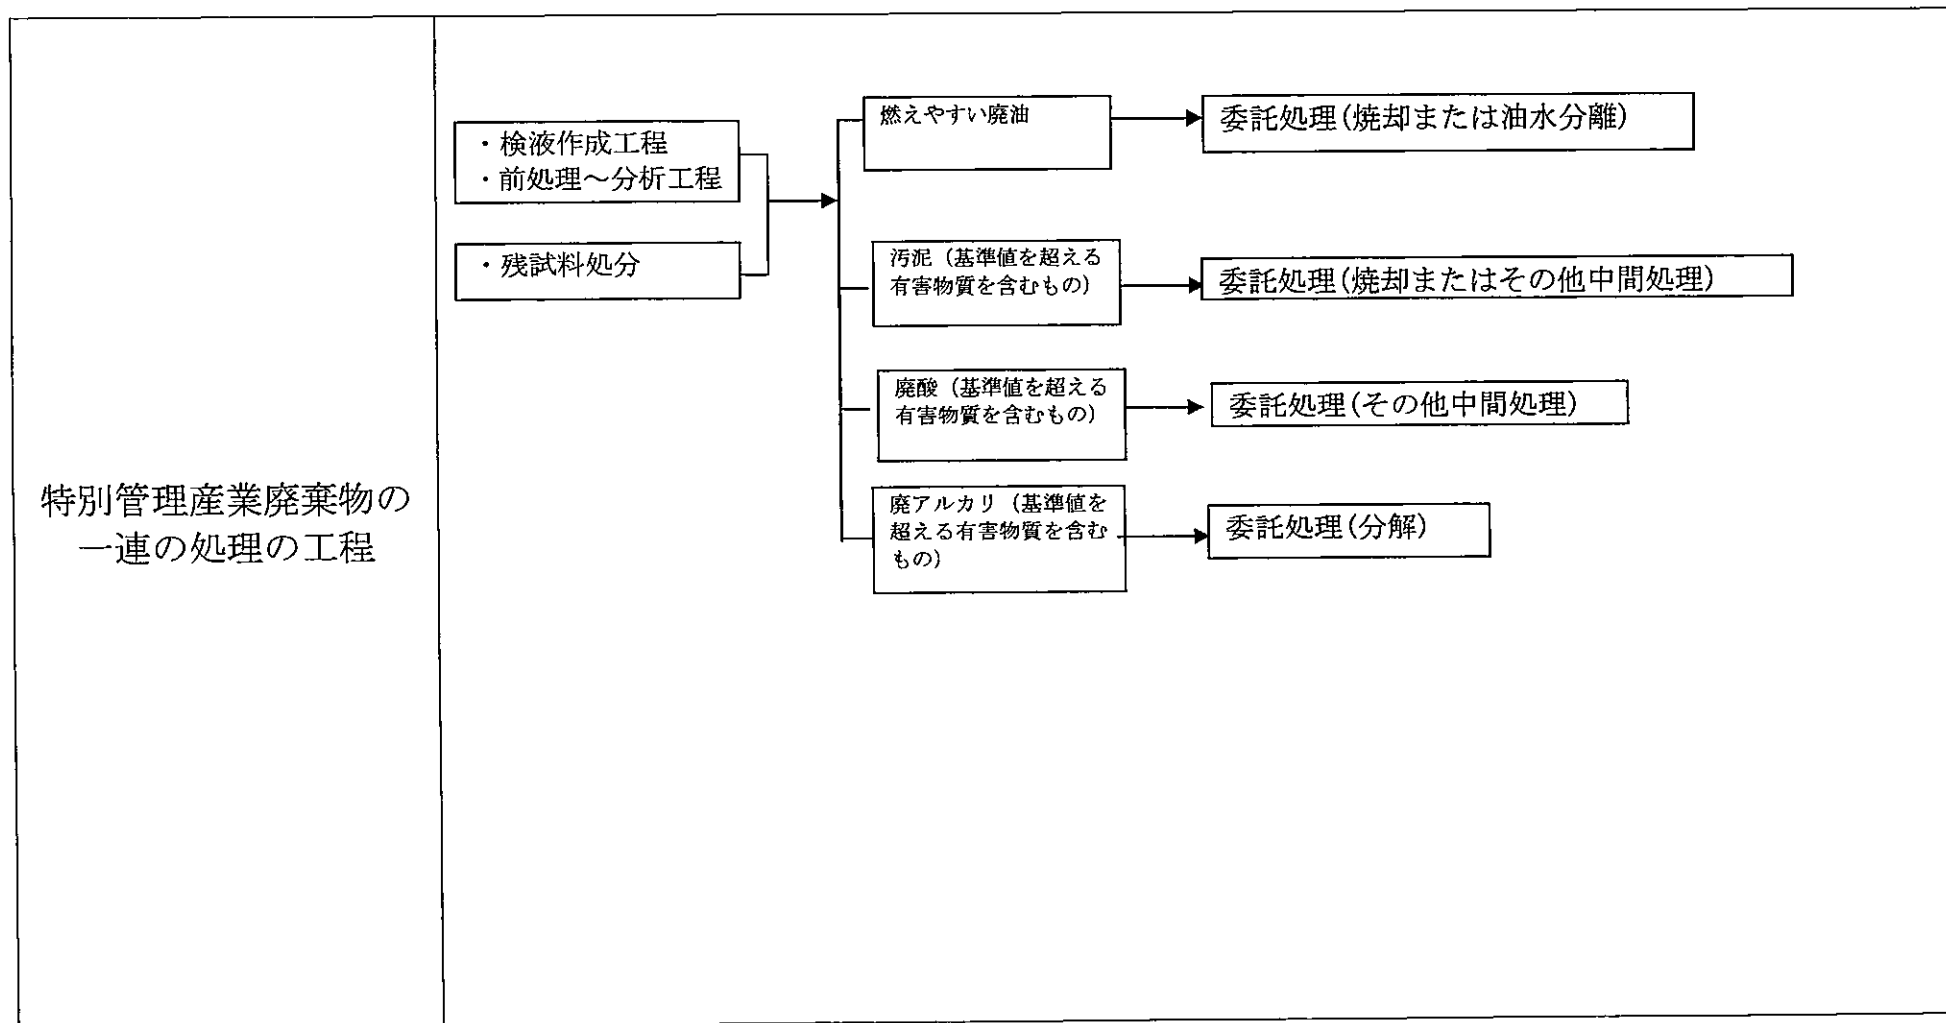 特別管理産業廃棄物の
一連の処理の工程
・検液作成工程
・前処理～分析工程
・残試料処分
燃えやすい廃油
委託処理(焼却または油水分離)
汚泥（基準値を超える
有害物質を含むもの）
委託処理(焼却またはその他中間処理)
廃酸（基準値を超える
有害物質を含むもの）
委託処理(その他中間処理)
廃アルカリ（基準値を
超える有害物質を含む
もの）
委託処理(分解)